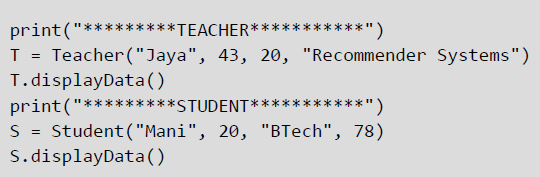 print("*********TEACHER***********")
T = Teacher("Jaya", 43, 20, "Recommender Systems")
T.displayData()
print("*********STUDENT***********")
S = Student("Mani", 20, "BTech", 78)
S.displayData()